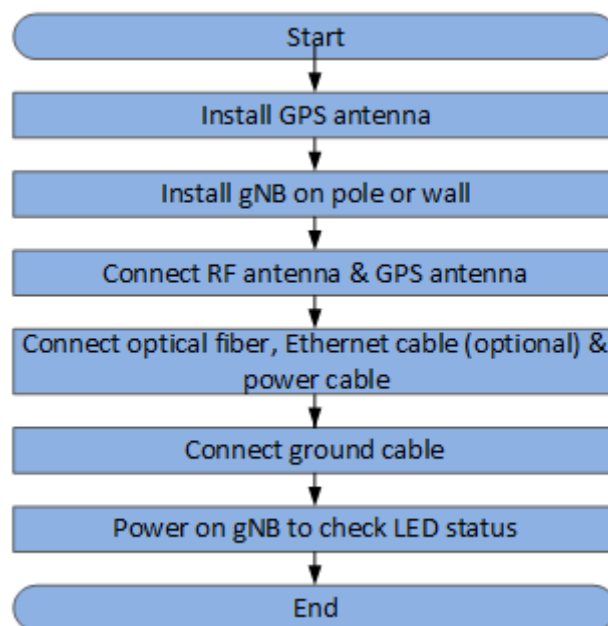 Start
Install GPS antenna
Install gNB on pole or wall
Connect RF antenna & GPS antenna
Connect optical fiber, Ethernet cable (optional) &
power cable
Connect ground cable
Power on gNB to check LED status
End